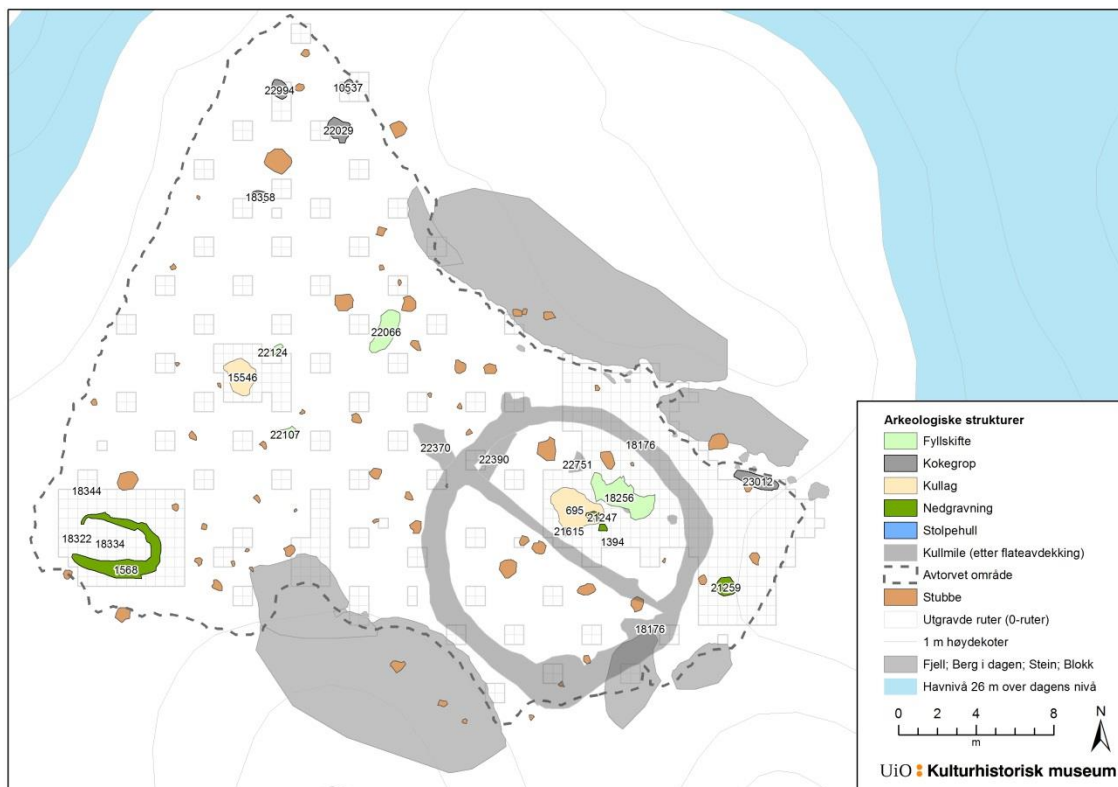 22994
10537
22029
18358
22066
22124
15546
22107
22370
22390
18176
22751
23012
18344
18256
695
21247
18322
18334
21615
1394
1568
21259
18176
Arkeologiske strukturer
Fyllskifte
Kokegrop
Kullag
Nedgravning
Stolpehull
Kullmile (etter flateavdekking)
Avtorvet område
Stubbe
Utgravde ruter (0-ruter)
1 m høydekoter
Fjell; Berg i dagen; Stein; Blokk
Havnivå 26 m over dagens nivå
0 2 4 8
m
N
UiO Kulturhistorisk museum